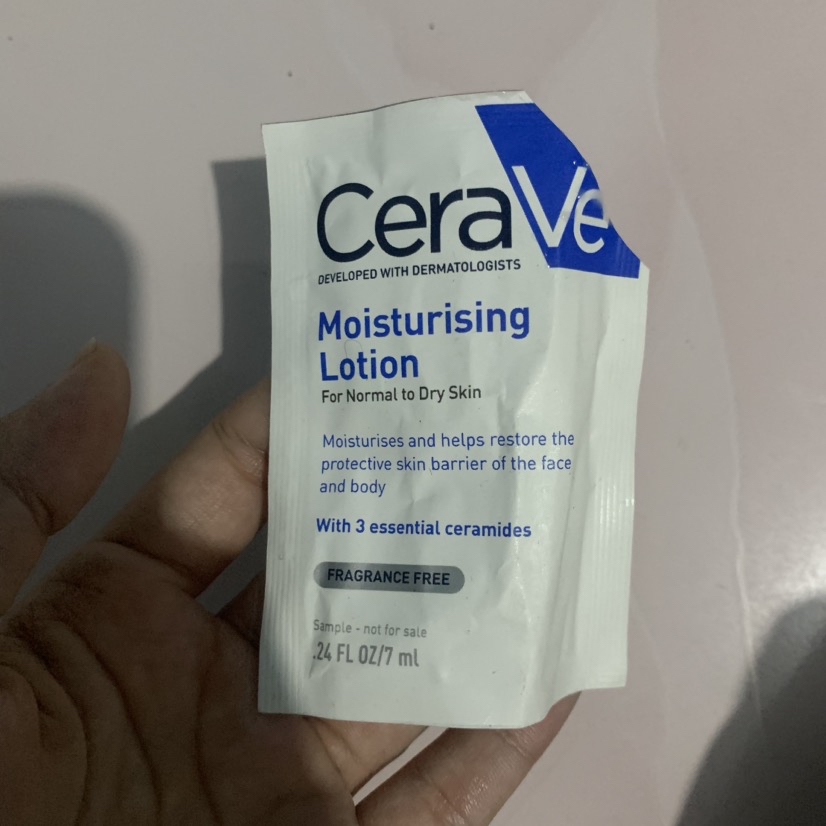 CeraVe
DEVELOPED WITH DERMATOLOGISTS
Moisturising
Lotion
For Normal to Dry Skin
Moisturises and helps restore the
protective skin barrier of the face
and body
With 3 essential ceramides
FRAGRANCE FREE
Sample - not for sale
.24 FL OZ/7 ml